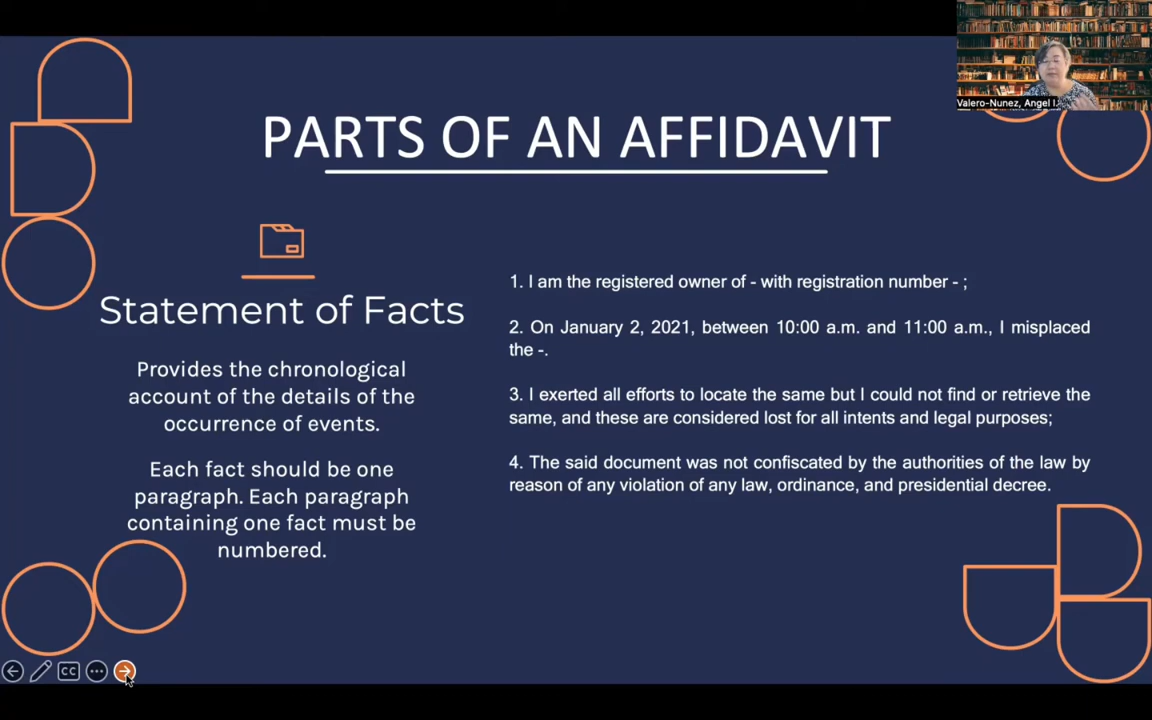 Valero-Nunez, Angel I.
PARTS OF AN AFFIDAVIT
Statement of Facts
Provides the chronological
account of the details of the
occurrence of events.
Each fact should be one
paragraph. Each paragraph
containing one fact must be
numbered.
1. I am the registered owner of - with registration number - ;
2. On January 2, 2021, between 10:00 a.m. and 11:00 a.m., I misplaced
the -.
3. I exerted all efforts to locate the same but I could not find or retrieve the
same, and these are considered lost for all intents and legal purposes;
4. The said document was not confiscated by the authorities of the law by
reason of any violation of any law, ordinance, and presidential decree.
CC